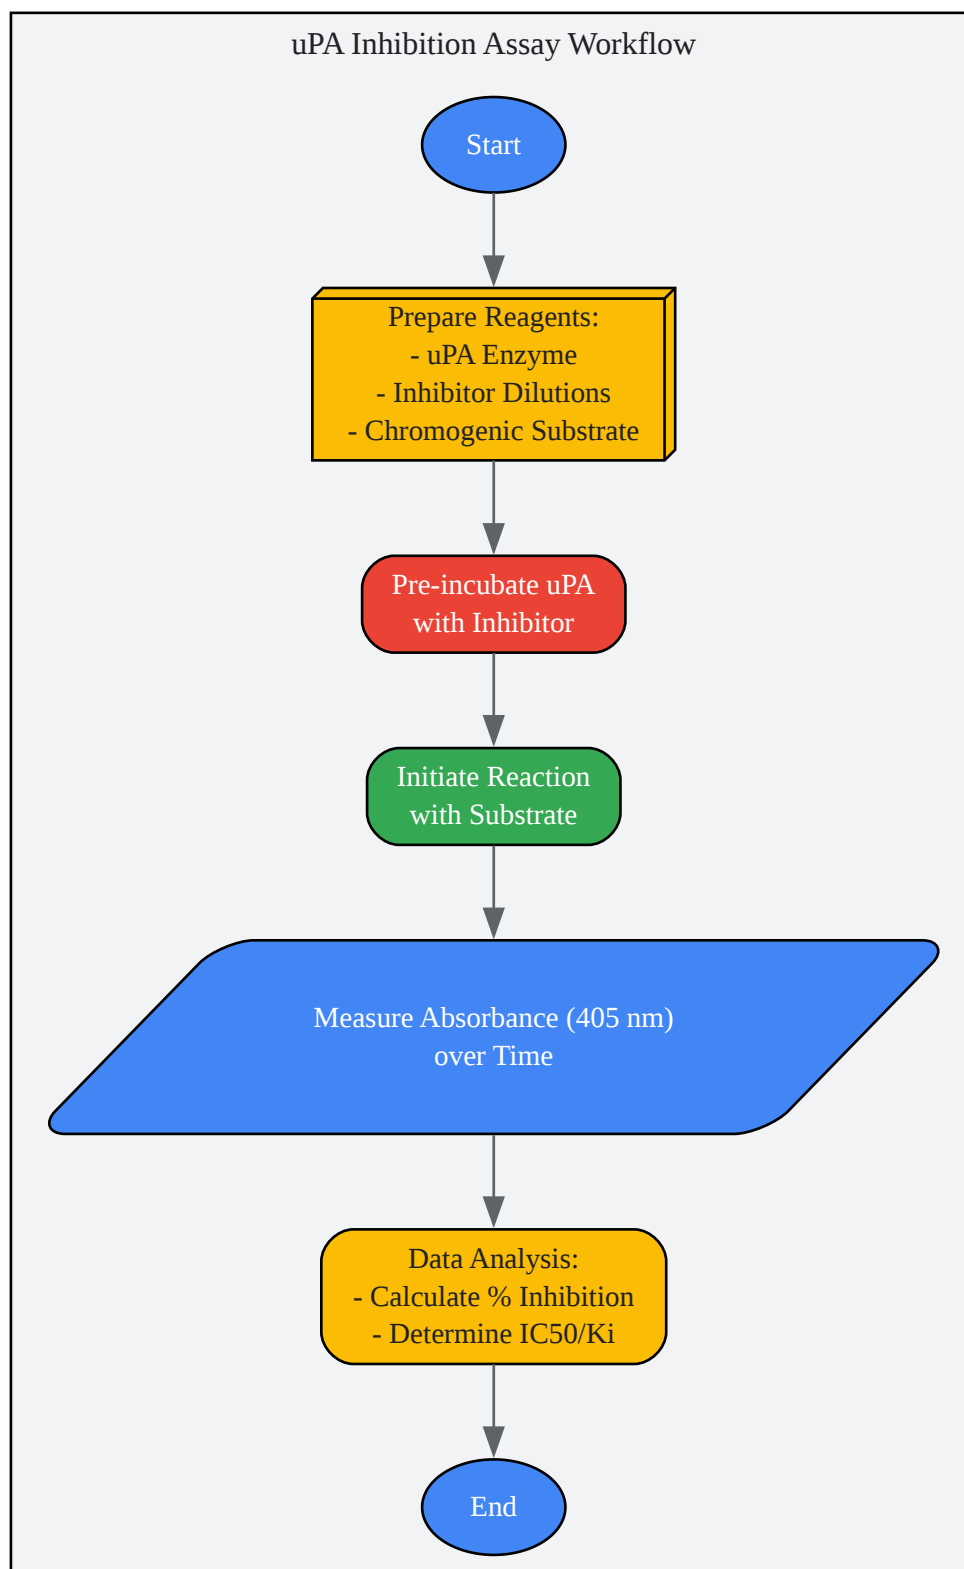 uPA Inhibition Assay Workflow
Start
Prepare Reagents:
- uPA Enzyme
- Inhibitor Dilutions
- Chromogenic Substrate
Pre-incubate uPA
with Inhibitor
Initiate Reaction
with Substrate
Measure Absorbance (405 nm)
over Time
Data Analysis:
- Calculate % Inhibition
- Determine IC50/Ki
End